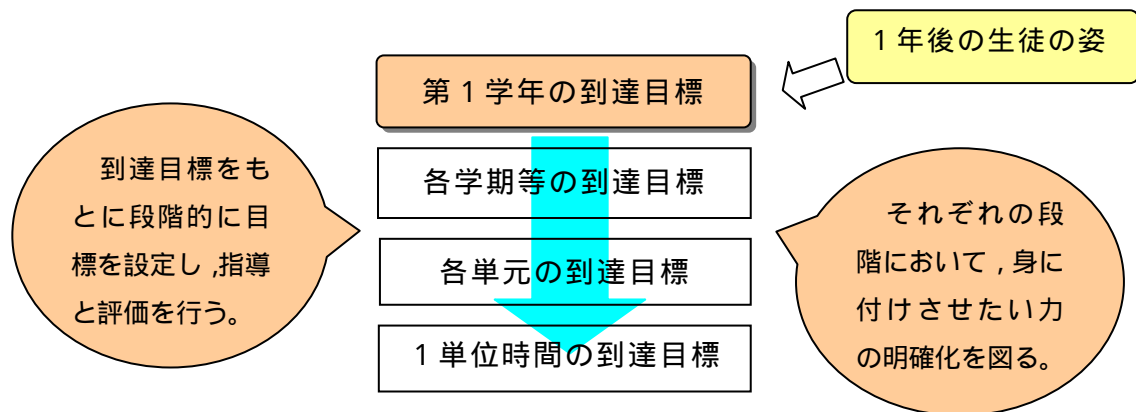 1年後の生徒の姿
第1学年の到達目標
到達目標をも
とに段階的に目
標を設定し,指導
と評価を行う。
各学期等の到達目標
各単元の到達目標
1単位時間の到達目標
それぞれの段
階において,身に
付けさせたい力
の明確化を図る。